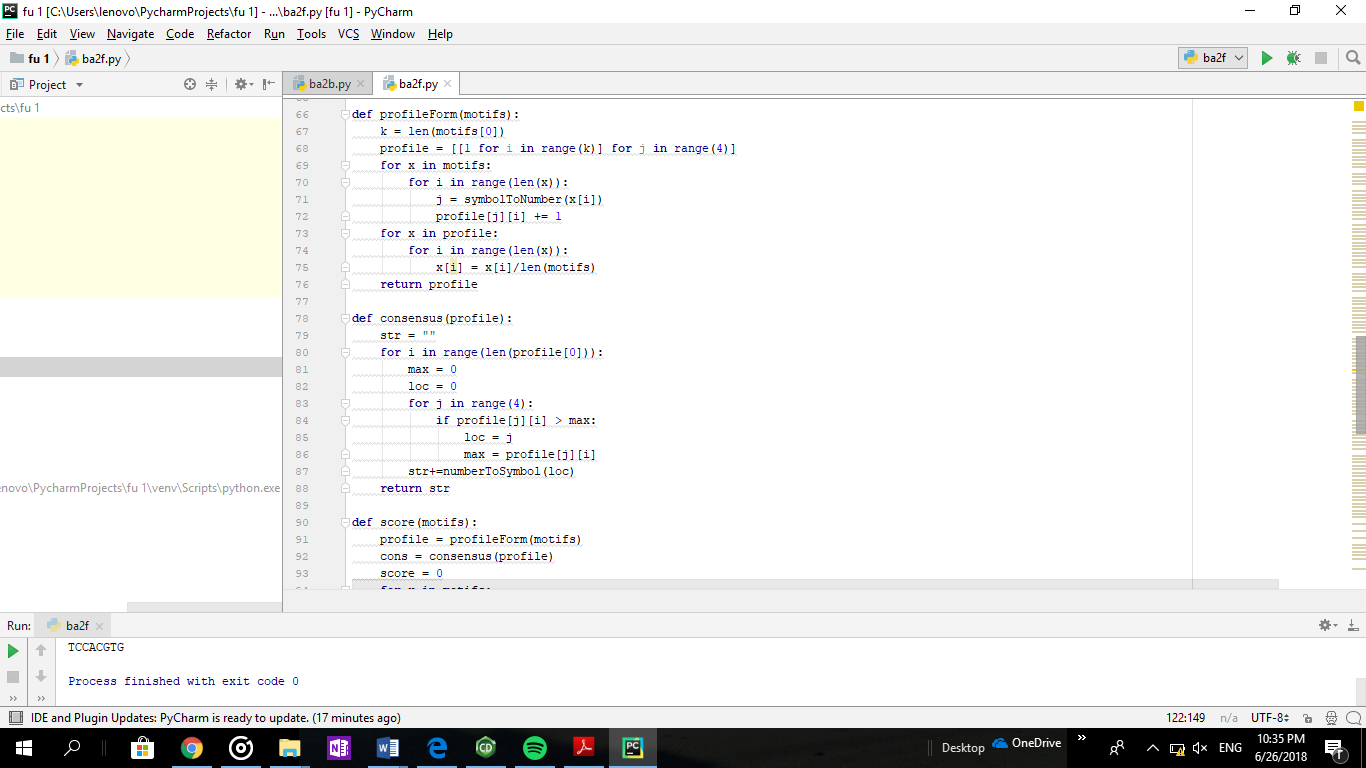 fu 1 [C:\Users\lenovo\PycharmProjects\fu 1] - ...\ba2f.py [fu 1] - PyCharm
File Edit View Navigate Code Refactor Run Tools VCS Window Help
fu 1 ba2f.py ba2f
Project ba2b.py ba2f.py
cts\fu 1
66 def profileForm(motifs):
67 k = len(motifs[0])
68 profile = [[1 for i in range(k)] for j in range(4)]
69 for x in motifs:
70 for i in range(len(x)):
71 j = symbolToNumber(x[i])
72 profile[j][i] += 1
73 for x in profile:
74 for i in range(len(x)):
75 x[i] = x[i]/len(motifs)
76 return profile
77
78 def consensus(profile):
79 str = ""
80 for i in range(len(profile[0])):
81 max = 0
82 loc = 0
83 for j in range(4):
84 if profile[j][i] > max:
85 loc = j
86 max = profile[j][i]
87 str+=numberToSymbol(loc)
enovo\PycharmProjects\fu 1\venv\Scripts\python.exe
88 return str
89
90 def score(motifs):
91 profile = profileForm(motifs)
92 cons = consensus(profile)
93 score = 0
for x in motifs:
Run: ba2f
TCCACGTG
Process finished with exit code 0
IDE and Plugin Updates: PyCharm is ready to update. (17 minutes ago) 122:149 n/a UTF-8
Desktop OneDrive ENG 10:35 PM
6/26/2018